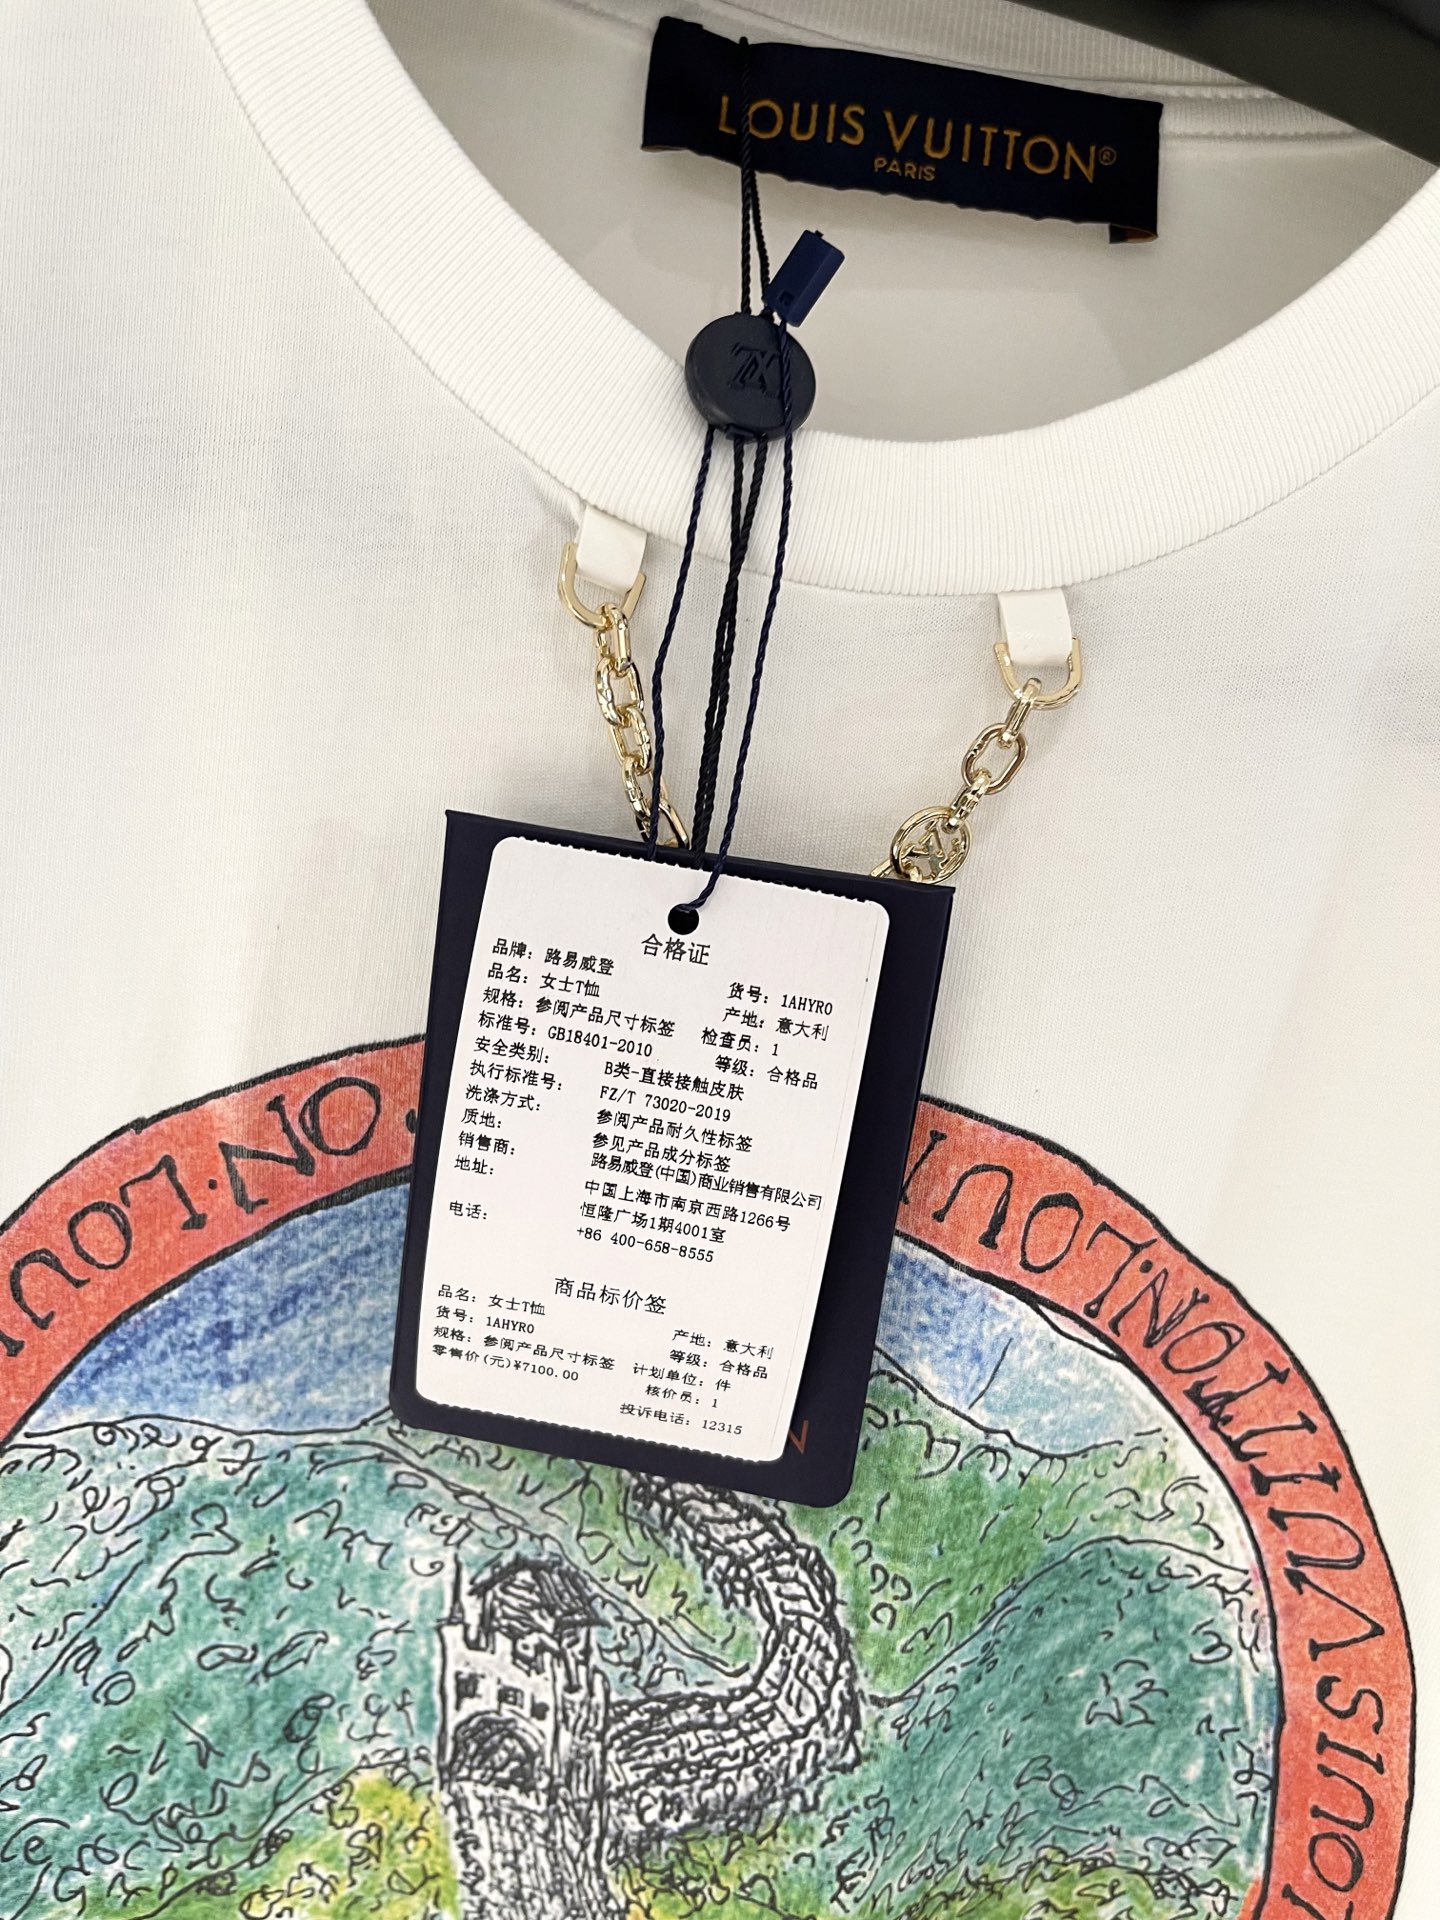 LOUIS VUITTON®
PARIS
合格证
品牌: 路易威登
品名: 女士T恤
货号: 1AHYR0
规格: 参阅产品尺寸标签
产地: 意大利
标准号: GB18401-2010
检查员: 1
等级: 合格品
安全类别: B类-直接接触皮肤
执行标准号: FZ/T 73020-2019
洗涤方式: 参阅产品耐久性标签
质地: 参见产品成分标签
销售商: 路易威登(中国)商业销售有限公司
地址: 中国上海市南京西路1266号
恒隆广场1期4001室
电话: +86 400-658-8555
商品标价签
品名: 女士T恤
货号: 1AHYR0
产地: 意大利
规格: 参阅产品尺寸标签
等级: 合格品
零售价(元)¥7100.00
计划单位: 件
核价员: 1
投诉电话: 12315
N
LOUI
TON.LOUIS VUITTON.LOU